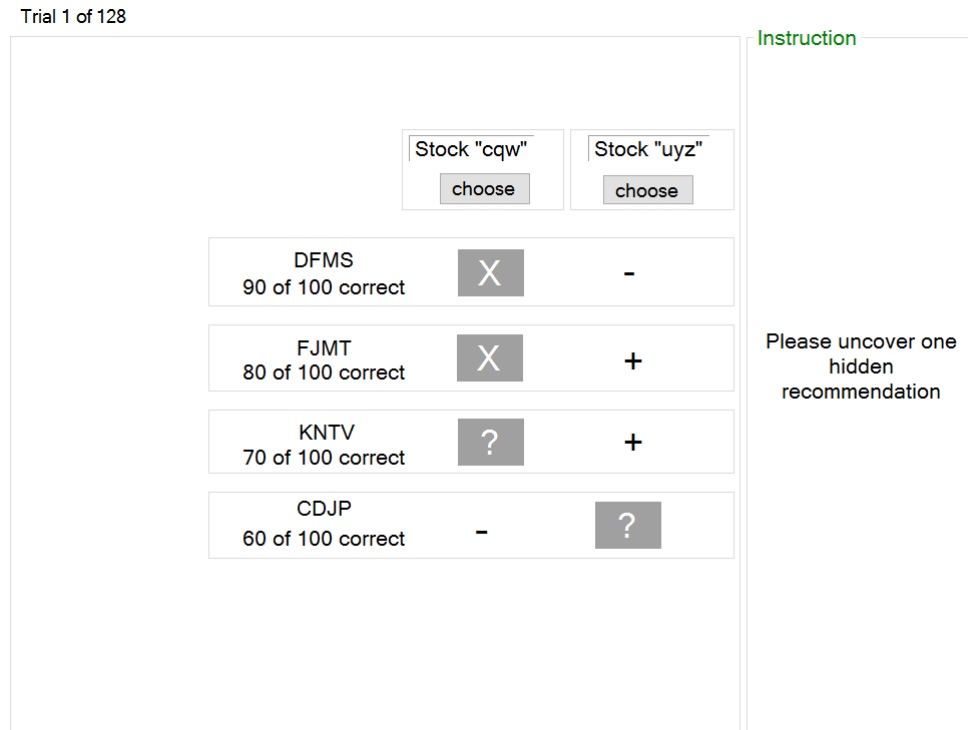 Trial 1 of 128
Instruction
Stock "cqw" Stock "uyz"
choose choose
DFMS
90 of 100 correct X -
FJMT
80 of 100 correct X +
KNTV
70 of 100 correct ? +
CDJP
60 of 100 correct - ?
Please uncover one
hidden
recommendation